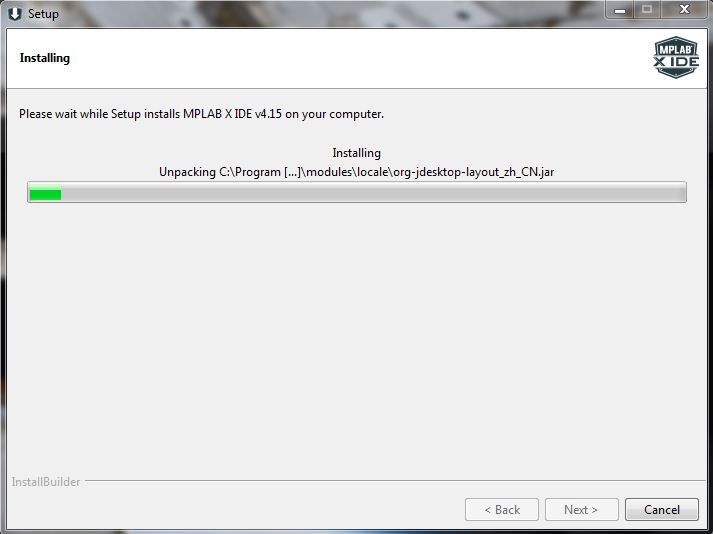 Setup
Installing
MPLAB
X IDE
Please wait while Setup installs MPLAB X IDE v4.15 on your computer.
Installing
Unpacking C:\Program [...]\modules\locale\org-jdesktop-layout_zh_CN.jar
InstallBuilder
< Back
Next >
Cancel